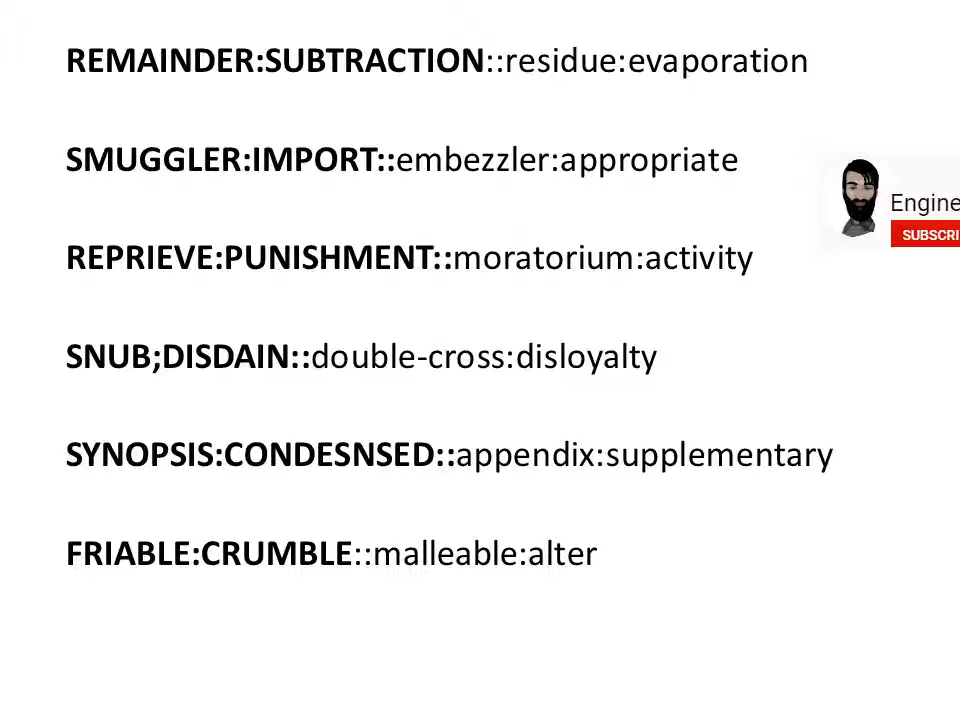 REMAINDER:SUBTRACTION::residue:evaporation
SMUGGLER:IMPORT::embezzler:appropriate
REPRIEVE:PUNISHMENT::moratorium:activity
SNUB;DISDAIN::double-cross:disloyalty
SYNOPSIS:CONDESNSED::appendix:supplementary
FRIABLE:CRUMBLE::malleable:alter
Engine
SUBSCRI